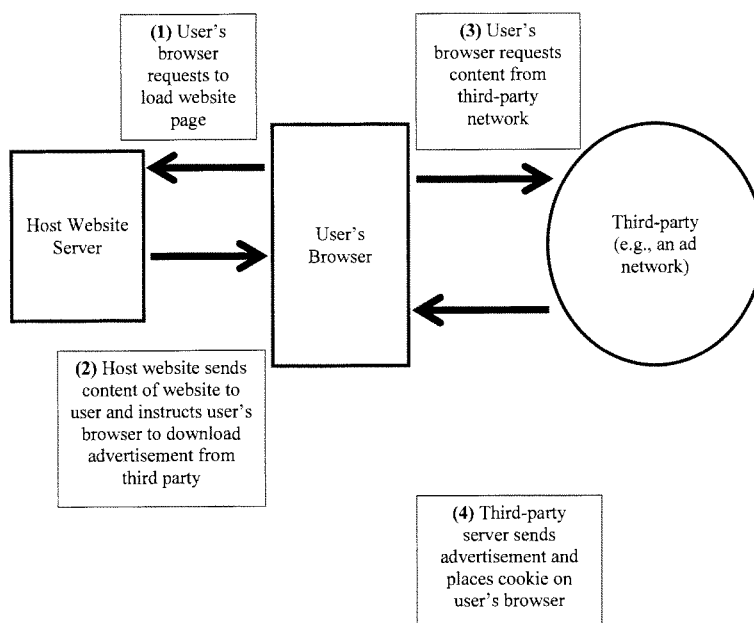 (1) User's
browser
requests to
load website
page
(3) User's
browser requests
content from
third-party
network
Host Website
Server
User's
Browser
Third-party
(e.g., an ad
network)
(2) Host website sends
content of website to
user and instructs user's
browser to download
advertisement from
third party
(4) Third-party
server sends
advertisement and
places cookie on
user's browser